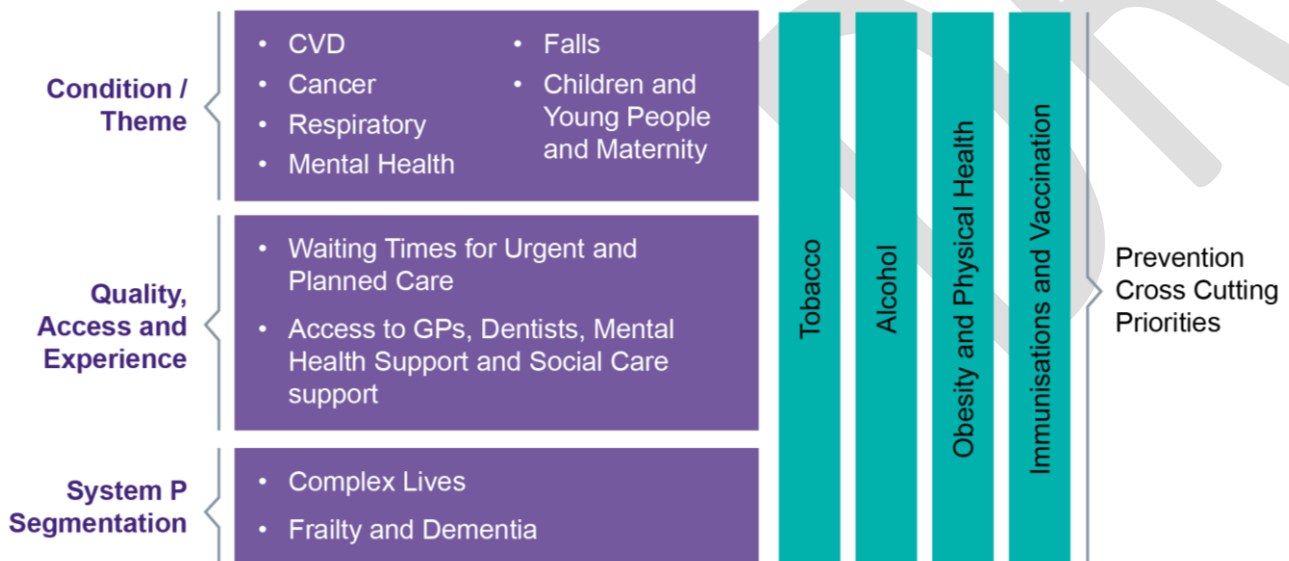 Condition /
Theme
• CVD
• Cancer
• Respiratory
• Mental Health
• Falls
• Children and
Young People
and Maternity
Quality,
Access and
Experience
• Waiting Times for Urgent and
Planned Care
• Access to GPs, Dentists, Mental
Health Support and Social Care
support
System P
Segmentation
• Complex Lives
• Frailty and Dementia
Tobacco
Alcohol
Obesity and Physical Health
Immunisations and Vaccination
Prevention
Cross Cutting
Priorities